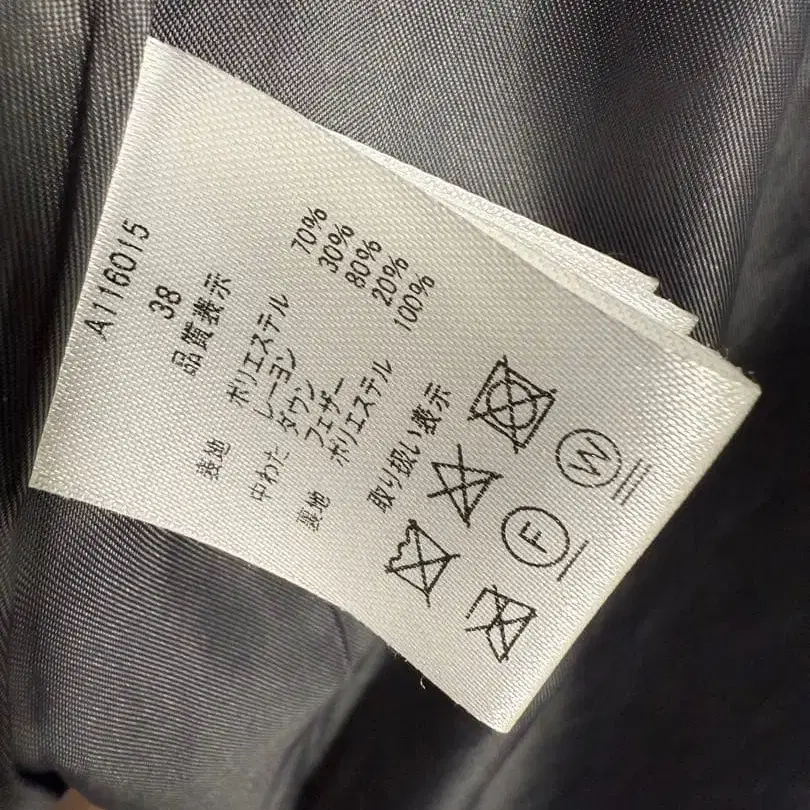 A116015
38
品質表示
表地 ポリエステル 70%
レーヨン 30%
中わた ダウン 80%
フェザー 20%
裏地 ポリエステル 100%
取り扱い表示
F
W